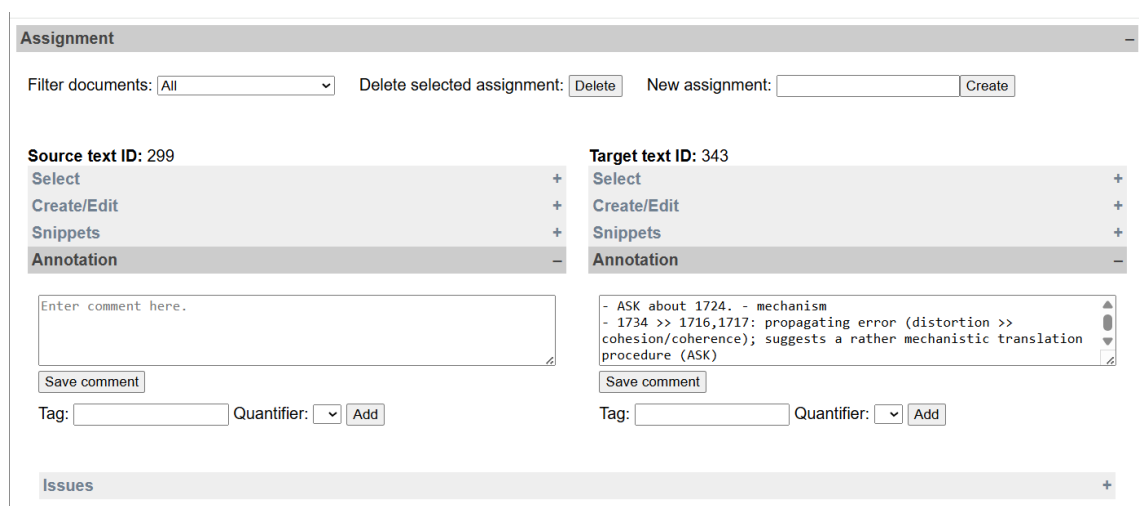 Assignment –
Filter documents: All Delete selected assignment: Delete New assignment: Create
Source text ID: 299
Select +
Create/Edit +
Snippets +
Annotation –
Enter comment here.
Save comment
Tag: Quantifier: Add
Target text ID: 343
Select +
Create/Edit +
Snippets +
Annotation –
- ASK about 1724. - mechanism
- 1734 >> 1716,1717: propagating error (distortion >>
cohesion/coherence); suggests a rather mechanistic translation
procedure (ASK)
Save comment
Tag: Quantifier: Add
Issues +